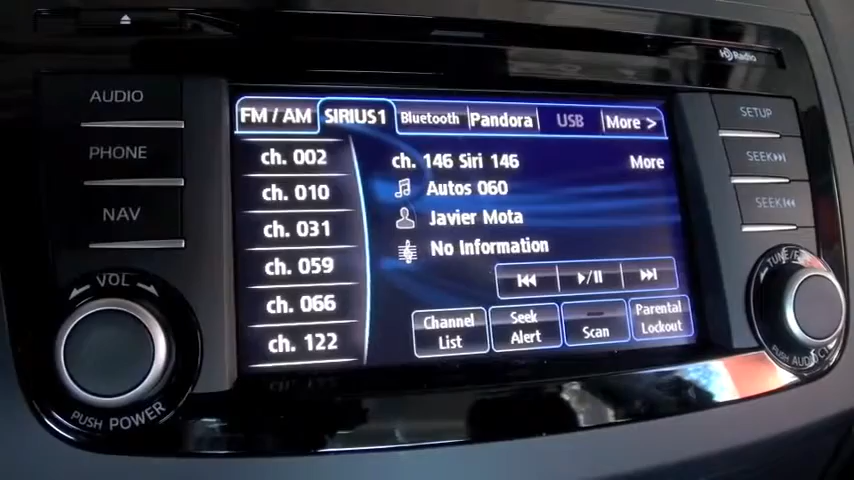 HD Radio
AUDIO
PHONE
NAV
VOL
PUSH POWER
FM / AM
SIRIUS1
Bluetooth
Pandora
USB
More >
ch. 002
ch. 010
ch. 031
ch. 059
ch. 066
ch. 122
ch. 146 Siri 146
More
Autos 060
Javier Mota
No Information
Channel
List
Seek
Alert
Scan
Parental
Lockout
SETUP
SEEK
SEEK
TUNE/
PUSH AUDIO